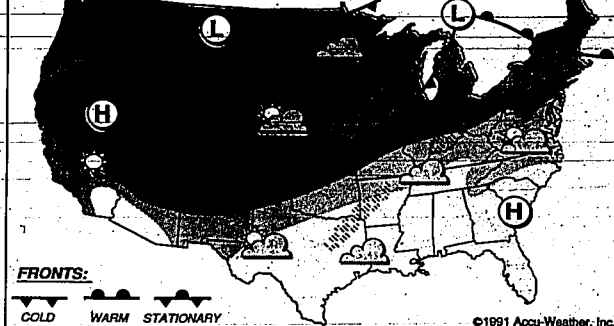 L
L
H
H
FRONTS:
COLD WARM STATIONARY
©1991 Accu-Weather, Inc.